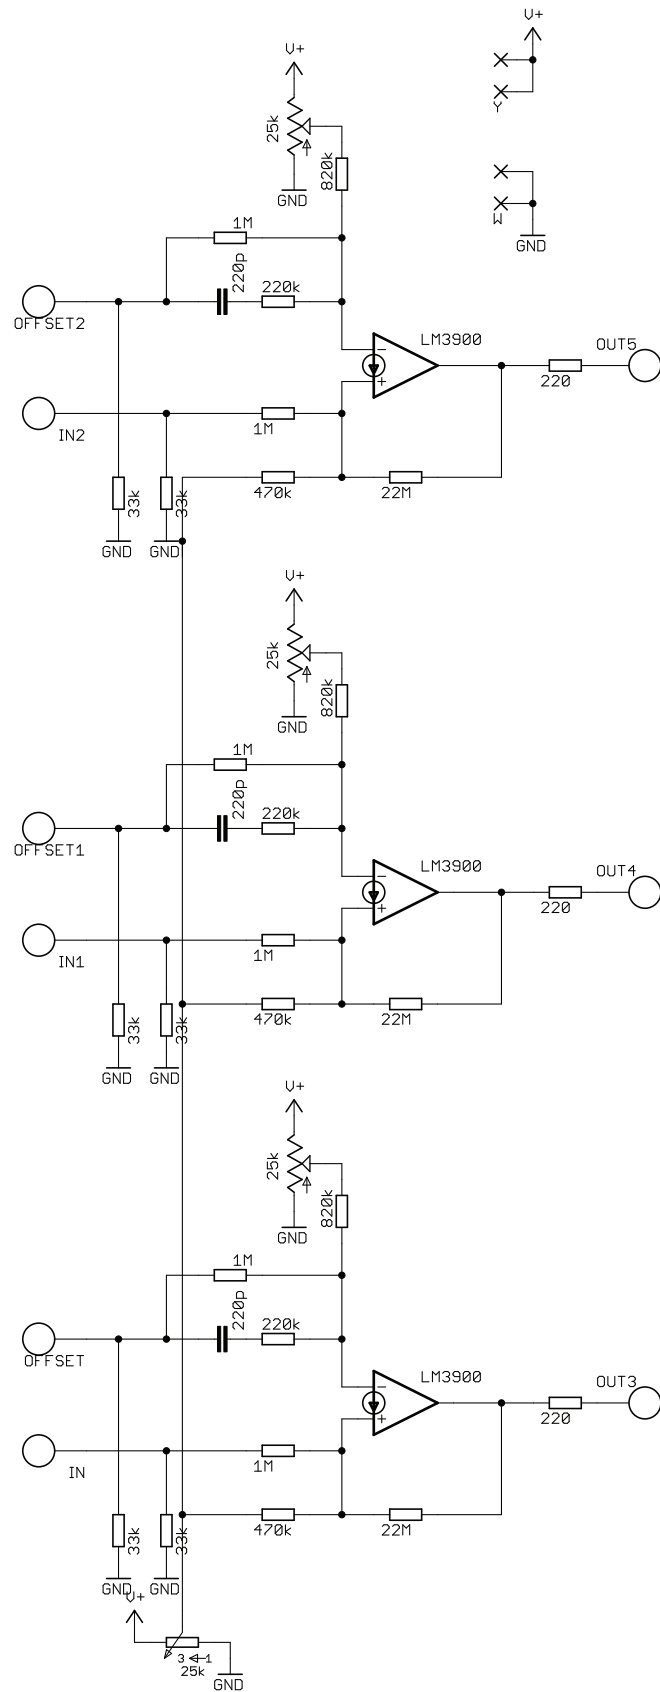 V+
V+
25k
820k
Y
GND
W
GND
1M
220p
220k
OFFSET2
LM3900
-
+
OUT5
220
IN2
1M
470k
22M
33k
33k
GND
GND
V+
25k
820k
GND
1M
220p
220k
OFFSET1
LM3900
-
+
OUT4
220
IN1
1M
470k
22M
33k
33k
GND
GND
V+
25k
820k
GND
1M
220p
220k
OFFSET
LM3900
-
+
OUT3
220
IN
1M
470k
22M
33k
33k
GND
GND
V+
3
1
25k
GND